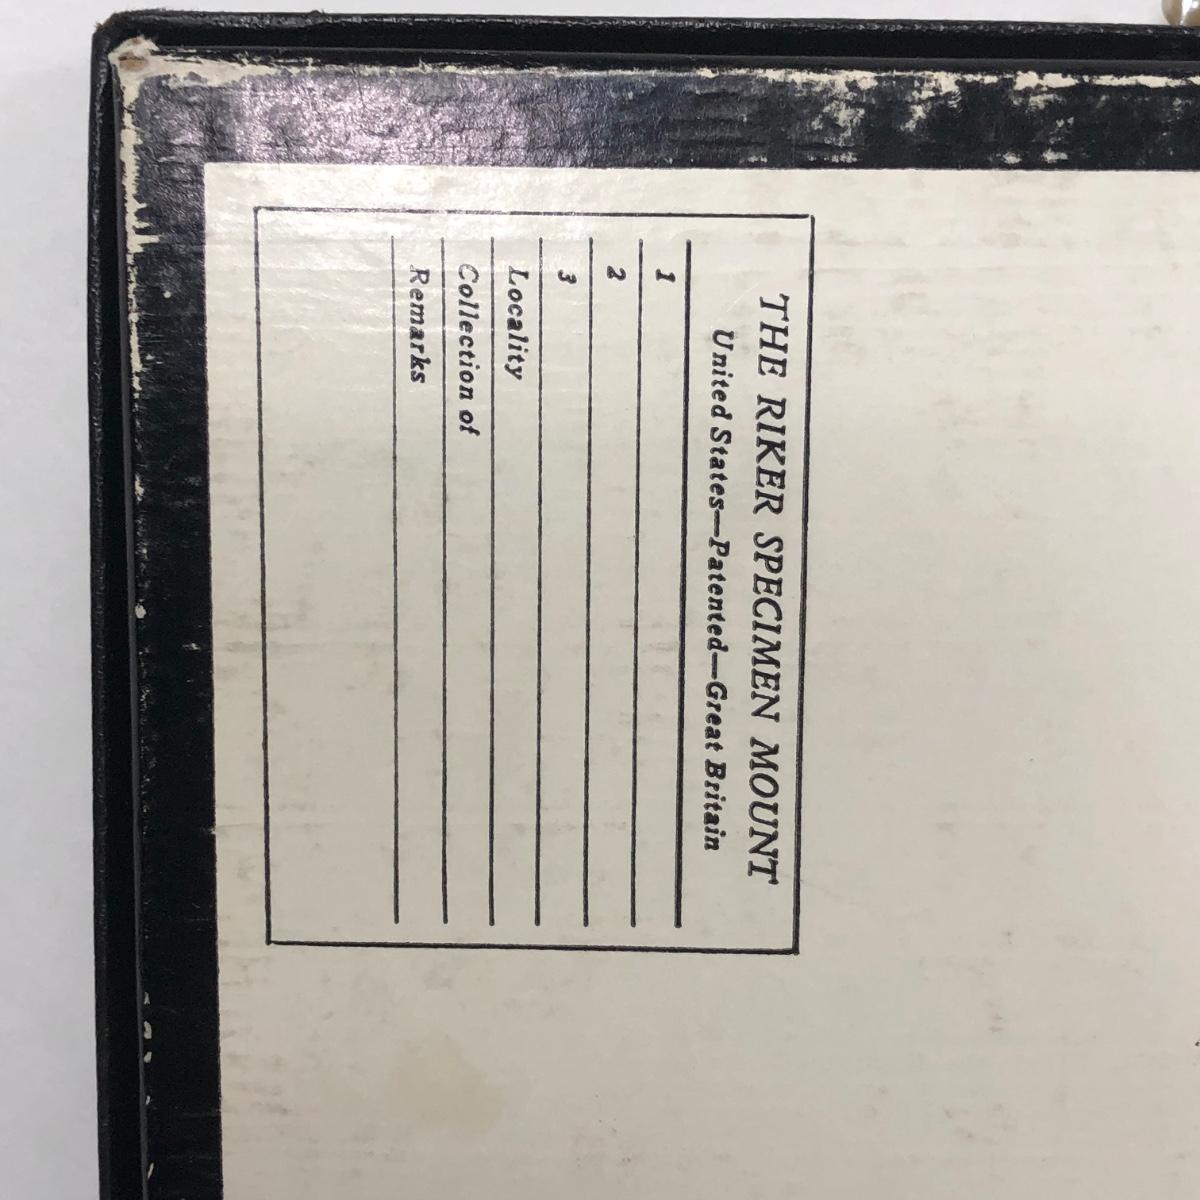 THE RIKER SPECIMEN MOUNT
United States—Patented—Great Britain
1
2
3
Locality
Collection of
Remarks